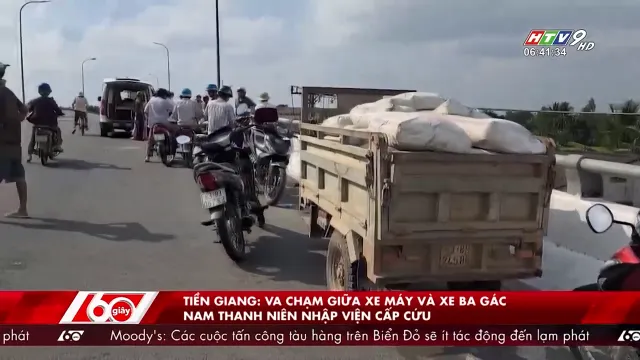 HTV9 HD
06:41:34
60 giây
TIỀN GIANG: VA CHẠM GIỮA XE MÁY VÀ XE BA GÁC
NAM THANH NIÊN NHẬP VIỆN CẤP CỨU
phát 60 Moody's: Các cuộc tấn công tàu hàng trên Biển Đỏ sẽ ít tác động đến lạm phát 60